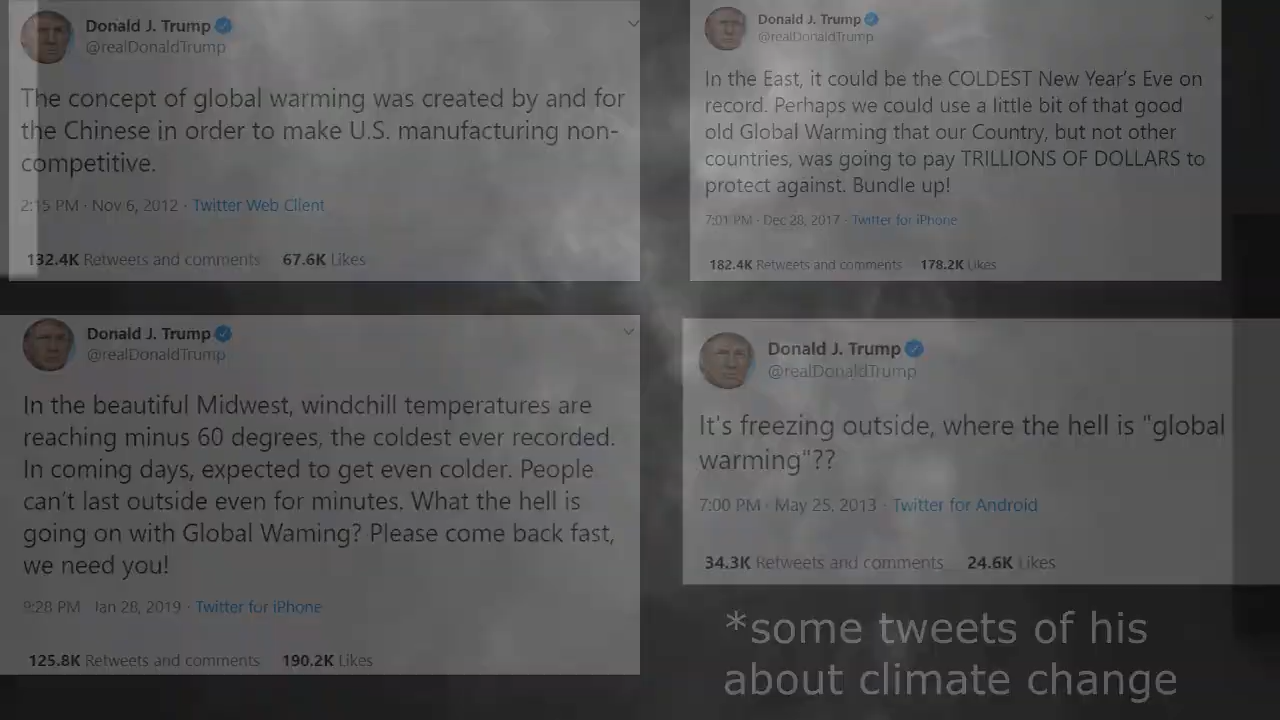 Donald J. Trump
@realDonaldTrump
The concept of global warming was created by and for
the Chinese in order to make U.S. manufacturing non-
competitive.
2:15 PM · Nov 6, 2012 · Twitter Web Client
132.4K Retweets and comments 67.6K Likes
Donald J. Trump
@realDonaldTrump
In the East, it could be the COLDEST New Year's Eve on
record. Perhaps we could use a little bit of that good
old Global Warming that our Country, but not other
countries, was going to pay TRILLIONS OF DOLLARS to
protect against. Bundle up!
7:01 PM · Dec 28, 2017 · Twitter for iPhone
182.4K Retweets and comments 178.2K Likes
Donald J. Trump
@realDonaldTrump
In the beautiful Midwest, windchill temperatures are
reaching minus 60 degrees, the coldest ever recorded.
In coming days, expected to get even colder. People
can't last outside even for minutes. What the hell is
going on with Global Waming? Please come back fast,
we need you!
9:28 PM · Jan 28, 2019 · Twitter for iPhone
125.8K Retweets and comments 190.2K Likes
Donald J. Trump
@realDonaldTrump
It's freezing outside, where the hell is "global
warming"??
7:00 PM · May 25, 2013 · Twitter for Android
34.3K Retweets and comments 24.6K Likes
*some tweets of his
about climate change